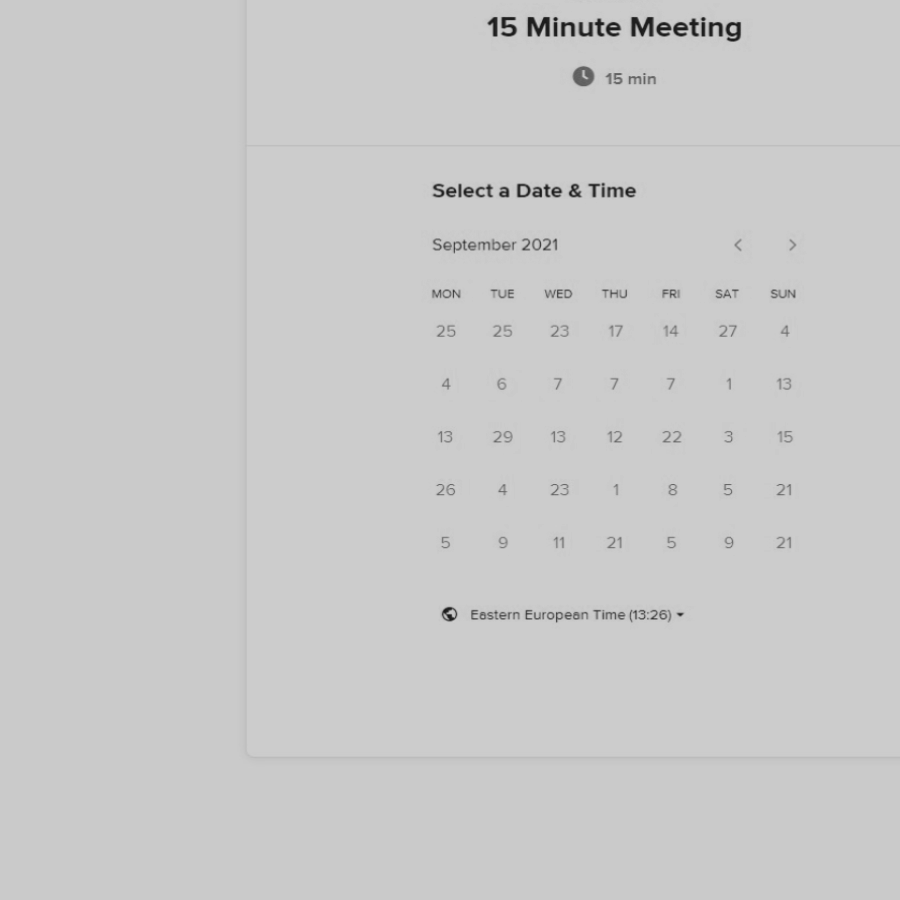 15 Minute Meeting
15 min
Select a Date & Time
September 2021
MON TUE WED THU FRI SAT SUN
25 25 23 17 14 27 4
4 6 7 7 7 1 13
13 29 13 12 22 3 15
26 4 23 1 8 5 21
5 9 11 21 5 9 21
Eastern European Time (13:26)